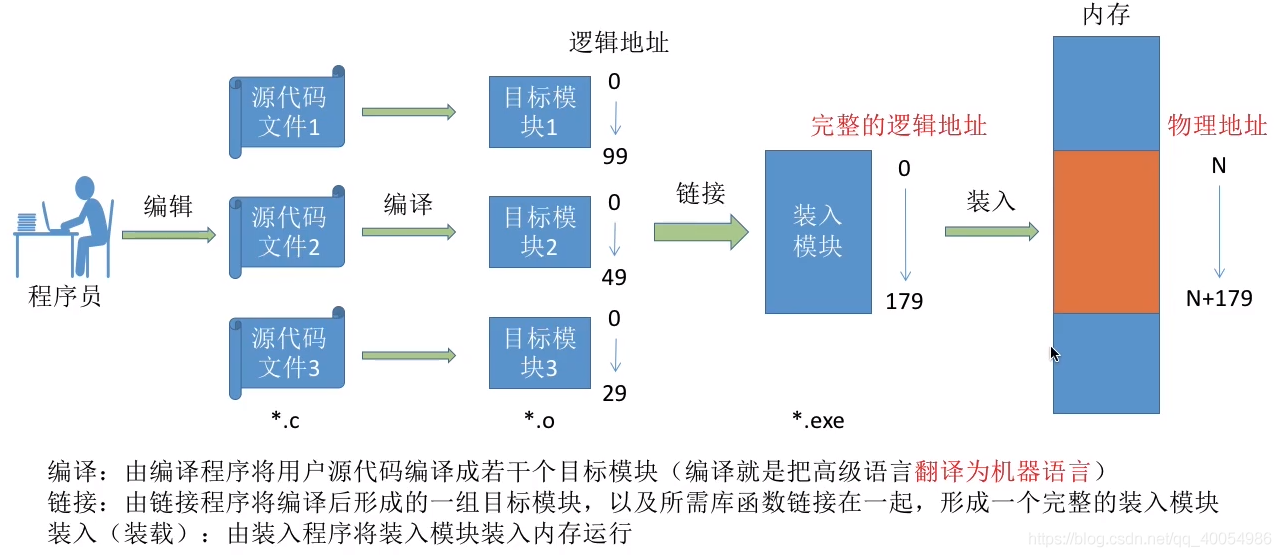 内存
逻辑地址
源代码
文件1
目标模
块1
0
99
完整的逻辑地址
物理地址
程序员
编辑
源代码
文件2
编译
目标模
块2
0
49
链接
装入
模块
0
179
装入
N
N+179
源代码
文件3
目标模
块3
0
29
*.c
*.o
*.exe
编译：由编译程序将用户源代码编译成若干个目标模块（编译就是把高级语言翻译为机器语言）
链接：由链接程序将编译后形成的一组目标模块，以及所需库函数链接在一起，形成一个完整的装入模块
装入（装载）：由装入程序将装入模块装入内存运行
https://blog.csdn.net/qq_40054986